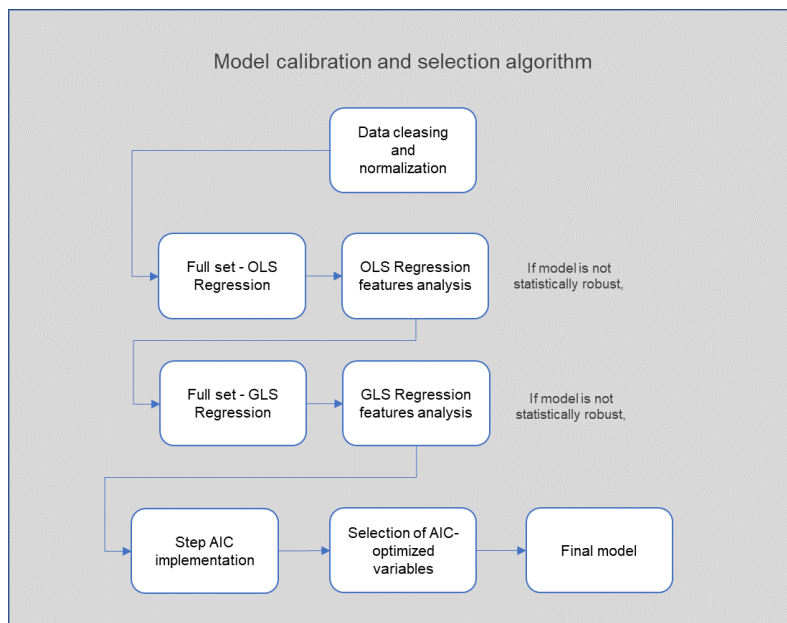 Model calibration and selection algorithm
Data cleasing
and
normalization
Full set - OLS
Regression
OLS Regression
features analysis
If model is not
statistically robust,
Full set - GLS
Regression
GLS Regression
features analysis
If model is not
statistically robust,
Step AIC
implementation
Selection of AIC-
optimized
variables
Final model